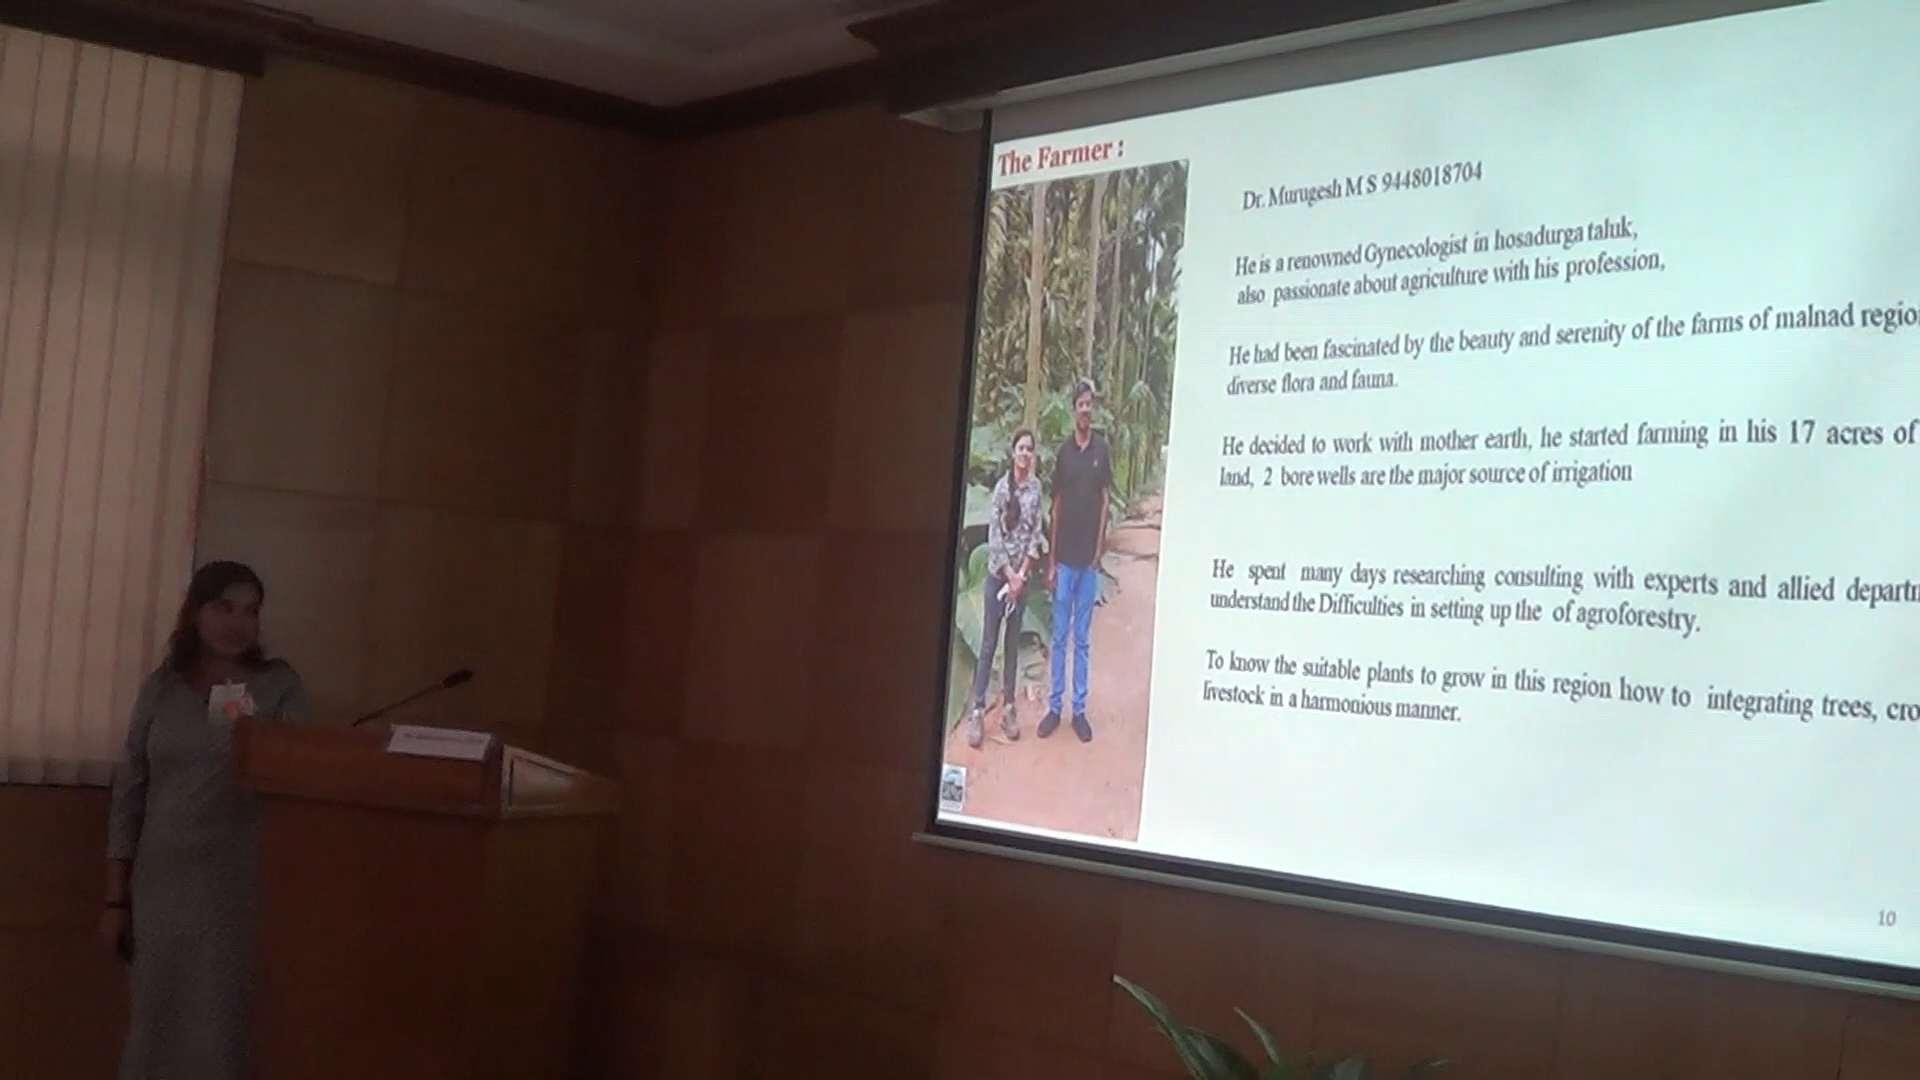 The Farmer :
Dr. Murugesh M S 9448018704
He is a renowned Gynecologist in hosadurga taluk,
also passionate about agriculture with his profession,
He had been fascinated by the beauty and serenity of the farms of malnad regio
diverse flora and fauna.
He decided to work with mother earth, he started farming in his 17 acres of
land, 2 bore wells are the major source of irrigation
He spent many days researching consulting with experts and allied
understand the Difficulties in setting up the of agroforestry.
To know the suitable plants to grow in this region how to integrating trees, cro
livestock in a harmonious manner.
10